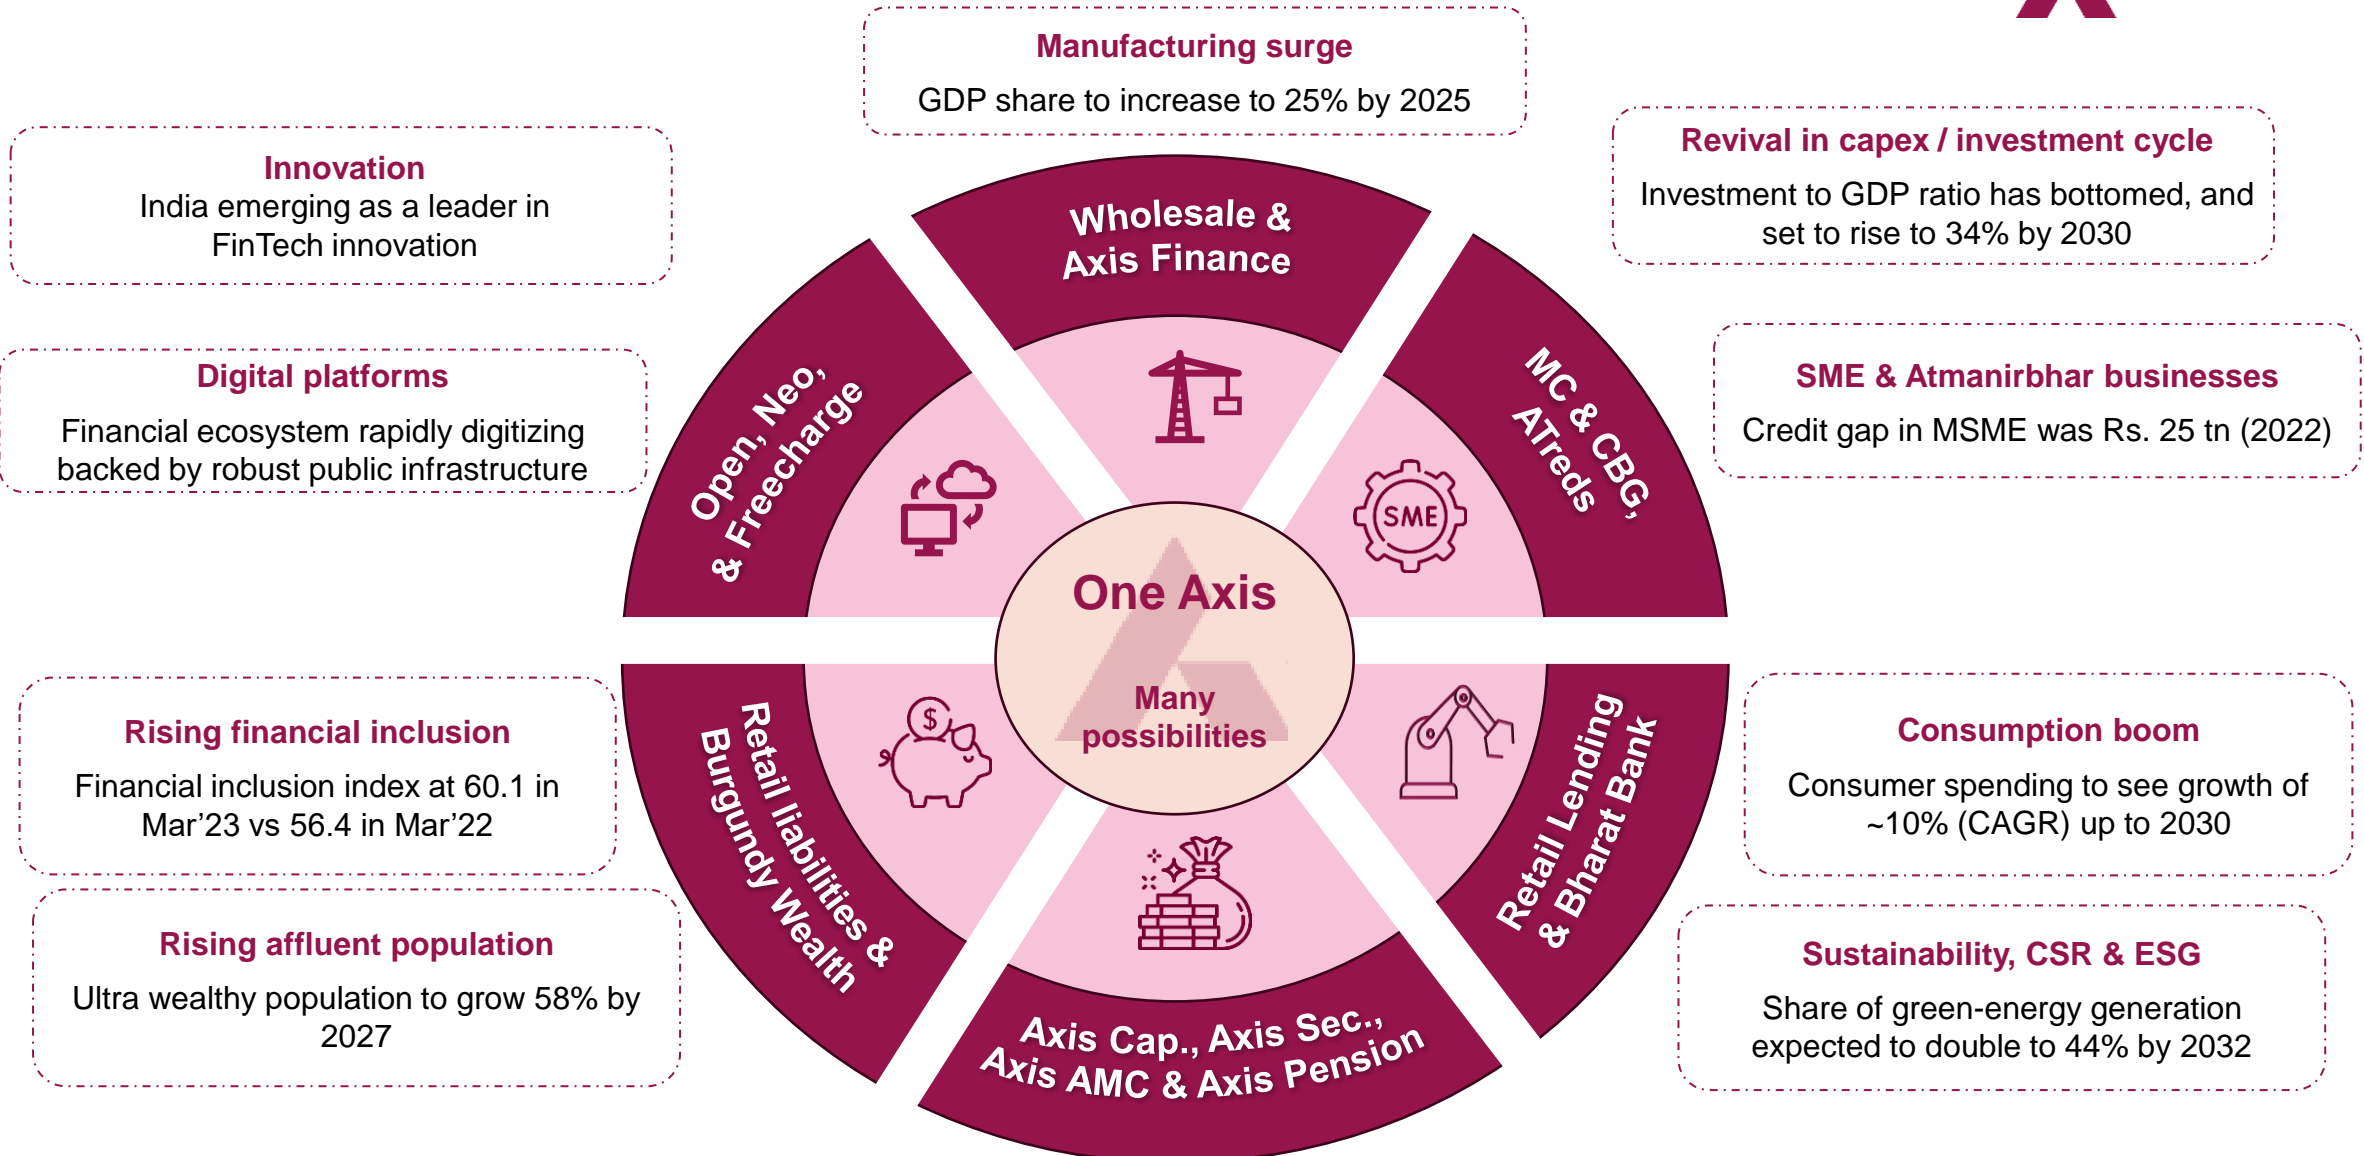 Manufacturing surge
GDP share to increase to 25% by 2025
Innovation
India emerging as a leader in
FinTech innovation
Revival in capex / investment cycle
Investment to GDP ratio has bottomed, and
set to rise to 34% by 2030
Digital platforms
Financial ecosystem rapidly digitizing
backed by robust public infrastructure
SME & Atmanirbhar businesses
Credit gap in MSME was Rs. 25 tn (2022)
Wholesale &
Axis Finance
Open, Neo,
& Freecharge
MC & CBG,
ATreds
SME
One Axis
Many
possibilities
$
Retail liabilities &
Burgundy Wealth
Retail Lending
& Bharat Bank
Axis Cap., Axis Sec.,
Axis AMC & Axis Pension
Rising financial inclusion
Financial inclusion index at 60.1 in
Mar’23 vs 56.4 in Mar’22
Consumption boom
Consumer spending to see growth of
~10% (CAGR) up to 2030
Rising affluent population
Ultra wealthy population to grow 58% by
2027
Sustainability, CSR & ESG
Share of green-energy generation
expected to double to 44% by 2032